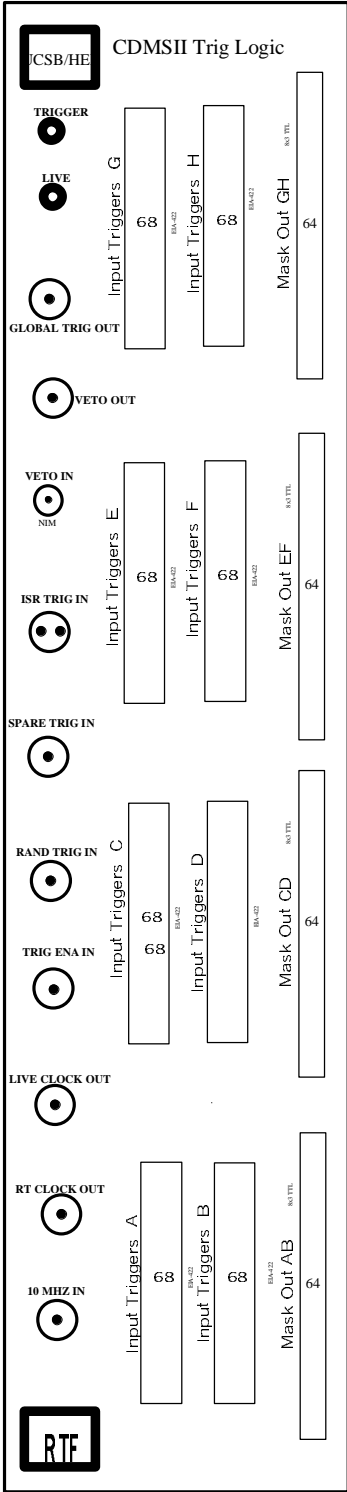 JCSB/HE
CDMSII Trig Logic
TRIGGER
LIVE
GLOBAL TRIG OUT
VETO OUT
Input Triggers G
68
EIA-422
Input Triggers H
68
EIA-422
Mask Out GH
64
8x3 TTL
VETO IN
NIM
ISR TRIG IN
SPARE TRIG IN
Input Triggers E
68
EIA-422
Input Triggers F
68
EIA-422
Mask Out EF
64
8x3 TTL
RAND TRIG IN
TRIG ENA IN
LIVE CLOCK OUT
Input Triggers C
68
68
EIA-422
Input Triggers D
EIA-422
Mask Out CD
64
8x3 TTL
RT CLOCK OUT
10 MHZ IN
Input Triggers A
68
EIA-422
Input Triggers B
68
EIA-422
Mask Out AB
64
8x3 TTL
RTF